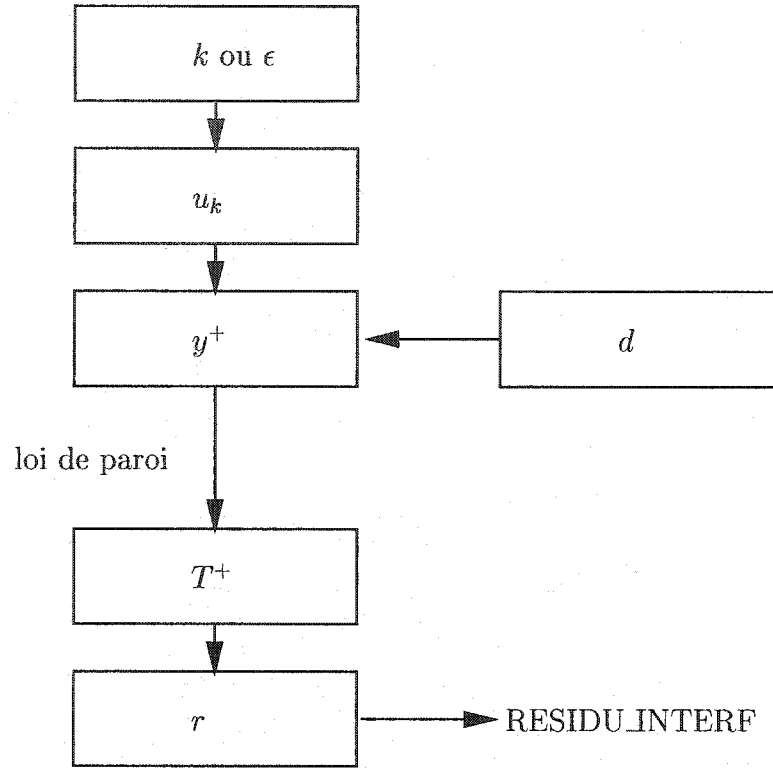 k ou ϵ
u_k
y⁺
d
loi de paroi
T⁺
r
RESIDU_INTERF